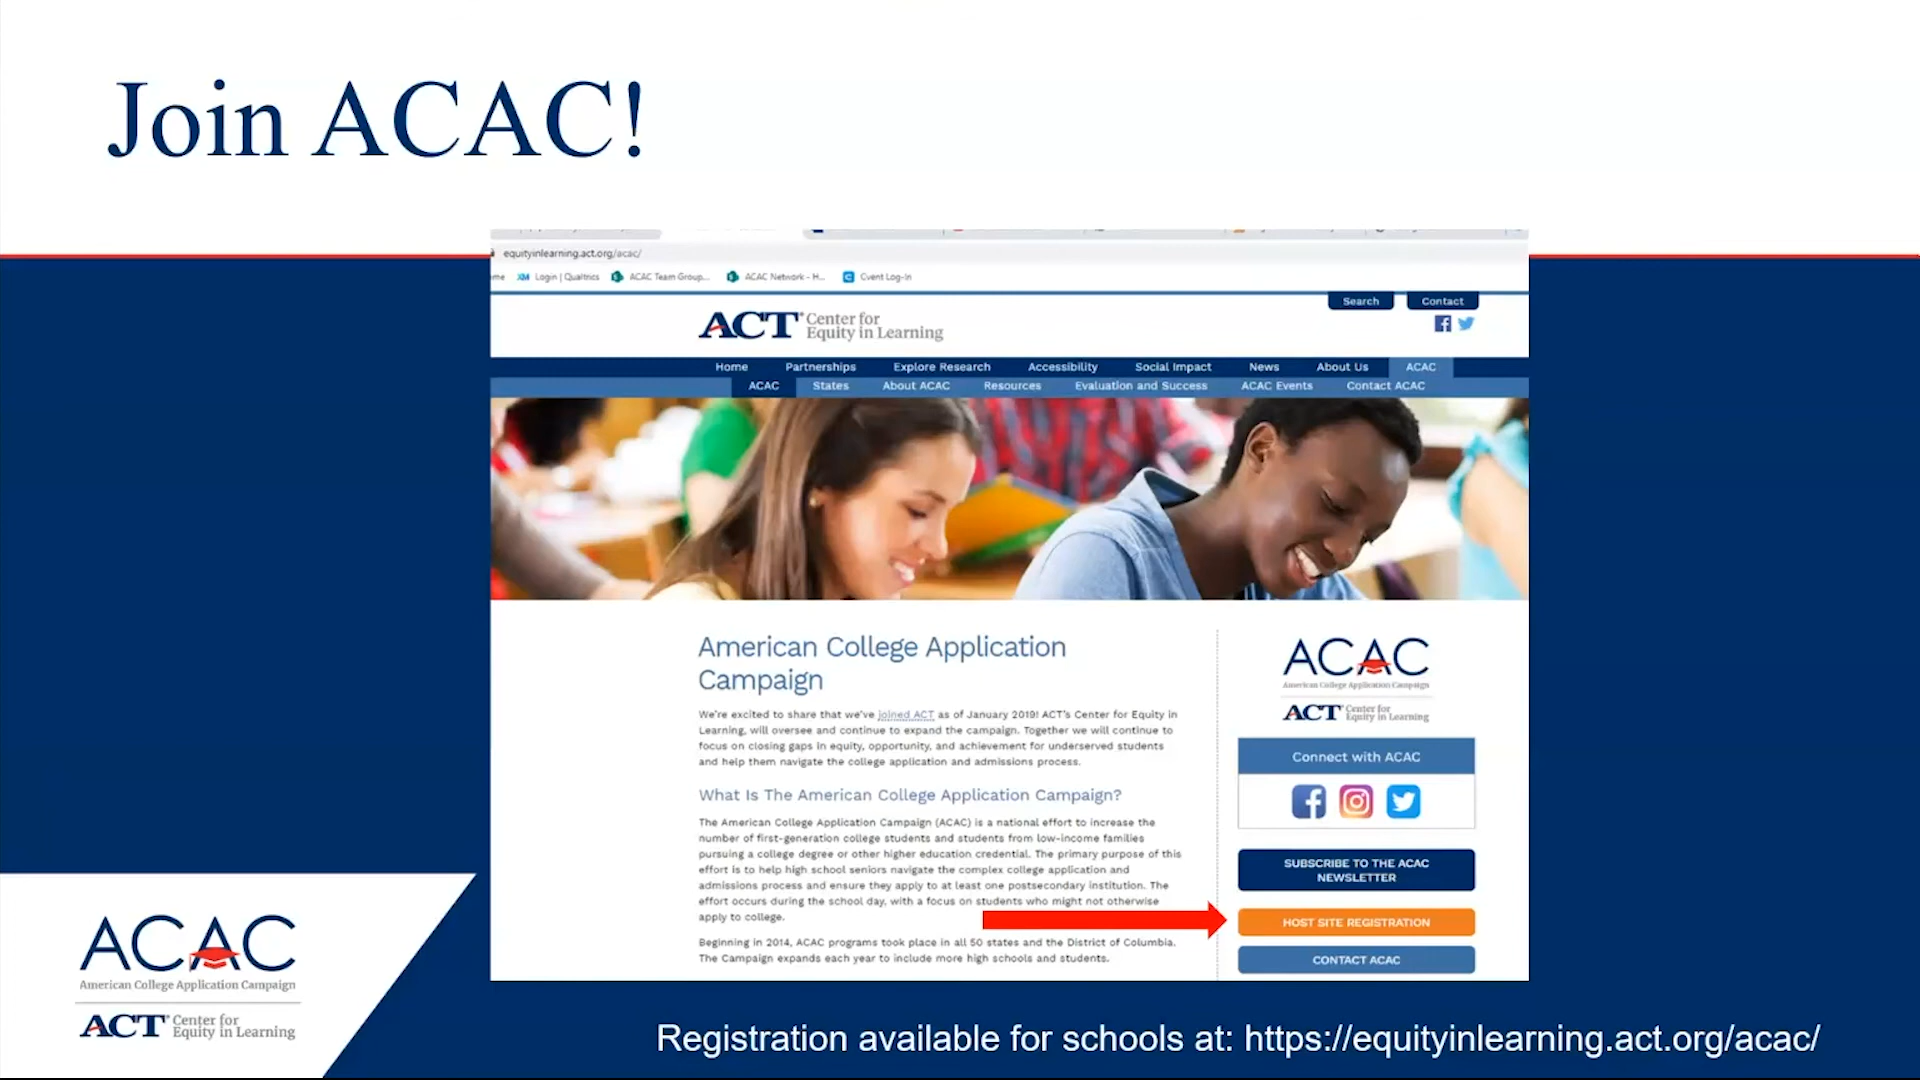 Join ACAC!
equityinlearning.act.org/acac/
Login | Qualtrics ACAC Team Group... ACAC Network - H... Cvent Log-In
Search Contact
ACT Center for
Equity in Learning
Home Partnerships Explore Research Accessibility Social Impact News About Us ACAC
ACAC States About ACAC Resources Evaluation and Success ACAC Events Contact ACAC
American College Application
Campaign
We're excited to share that we've joined ACT as of January 2019! ACT's Center for Equity in
Learning, will oversee and continue to expand the campaign. Together we will continue to
focus on closing gaps in equity, opportunity, and achievement for underserved students
and help them navigate the college application and admissions process.
What Is The American College Application Campaign?
The American College Application Campaign (ACAC) is a national effort to increase the
number of first-generation college students and students from low-income families
pursuing a college degree or other higher education credential. The primary purpose of this
effort is to help high school seniors navigate the complex college application and
admissions process and ensure they apply to at least one postsecondary institution. The
effort occurs during the school day, with a focus on students who might not otherwise
apply to college.
Beginning in 2014, ACAC programs took place in all 50 states and the District of Columbia.
The Campaign expands each year to include more high schools and students.
ACAC
American College Application Campaign
ACT Center for
Equity in Learning
Connect with ACAC
SUBSCRIBE TO THE ACAC
NEWSLETTER
HOST SITE REGISTRATION
CONTACT ACAC
ACAC
American College Application Campaign
ACT Center for
Equity in Learning
Registration available for schools at: https://equityinlearning.act.org/acac/